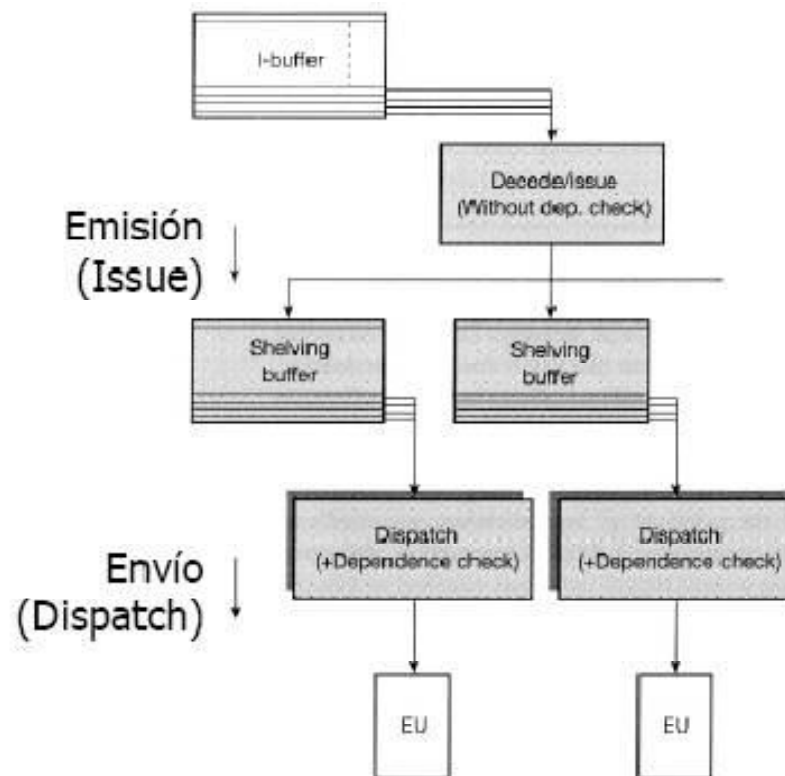 I-buffer
Decode/Issue
(Without dep. check)
Emisión
(Issue)
Shelving
buffer
Shelving
buffer
Dispatch
(+Dependence check)
Dispatch
(+Dependence check)
Envío
(Dispatch)
EU
EU